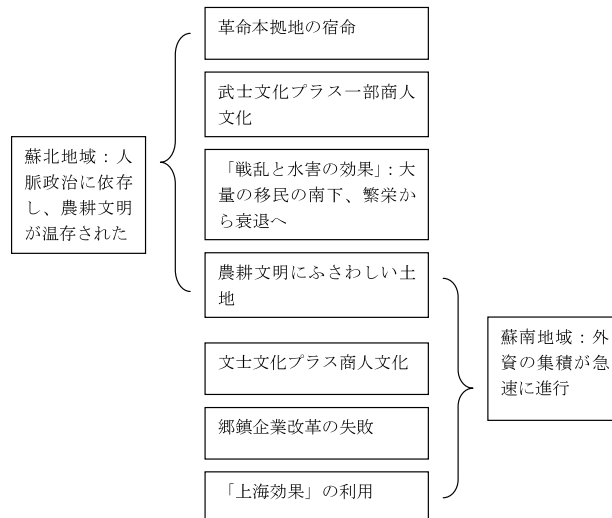 革命本拠地の宿命
武士文化プラス一部商人
文化
蘇北地域：人
脈政治に依存
し、農耕文明
が温存された
「戦乱と水害の効果」：大
量の移民の南下、繁栄か
ら衰退へ
農耕文明にふさわしい土
地
蘇南地域：外
資の集積が急
速に進行
文士文化プラス商人文化
郷鎮企業改革の失敗
「上海効果」の利用